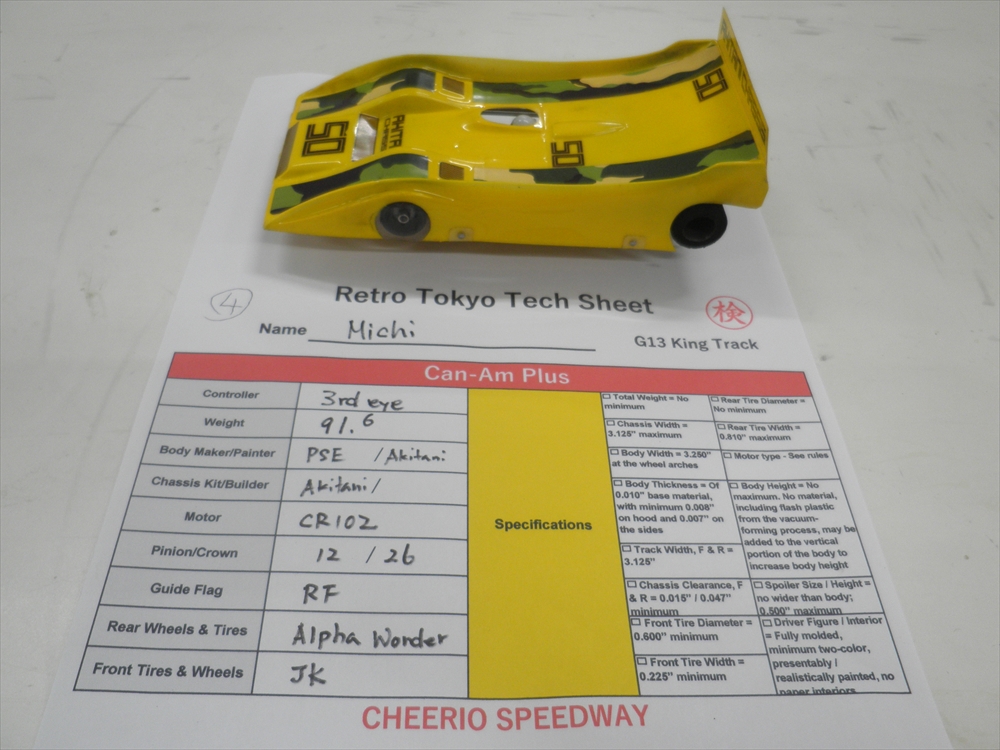 50
50
50
④
Retro Tokyo Tech Sheet
検
Name Michi
G13 King Track
Can-Am Plus
Controller 3rd eye
Weight 91.6
Body Maker/Painter PSE / Akitani
Chassis Kit/Builder Akitani /
Motor CR102
Pinion/Crown 12 / 26
Guide Flag RF
Rear Wheels & Tires Alpha Wonder
Front Tires & Wheels JK
Specifications
☐ Total Weight = No
minimum
☐ Chassis Width =
3.125" maximum
☐ Body Width = 3.250"
at the wheel arches
☐ Body Thickness = Of
0.010" base material,
with minimum 0.008"
on hood and 0.007" on
the sides
☐ Track Width, F & R =
3.125"
☐ Chassis Clearance, F
& R = 0.015" / 0.047"
minimum
☐ Front Tire Diameter =
0.600" minimum
☐ Front Tire Width =
0.225" minimum
☐ Rear Tire Diameter =
No minimum
☐ Rear Tire Width =
0.810" maximum
☐ Motor type - See rules
☐ Body Height = No
maximum. No material,
including flash plastic
from the vacuum-
forming process, may be
added to the vertical
portion of the body to
increase body height
☐ Spoiler Size / Height =
no wider than body;
0.500" maximum
☐ Driver Figure / Interior
= Fully molded,
minimum two-color,
presentably /
realistically painted, no
paper interiors
CHEERIO SPEEDWAY